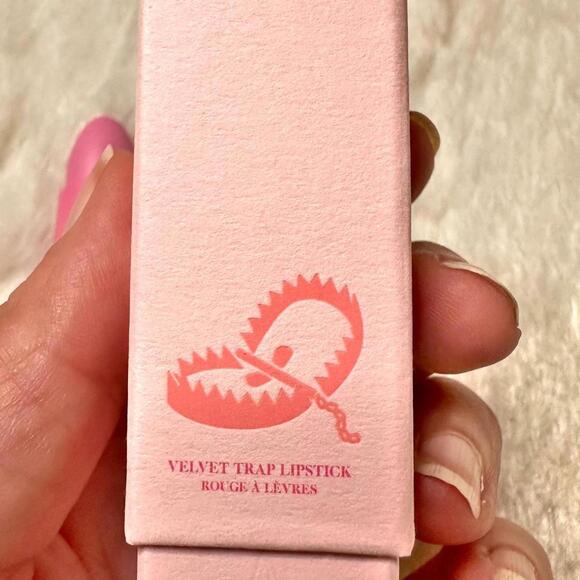 VELVET TRAP LIPSTICK
ROUGE À LÈVRES